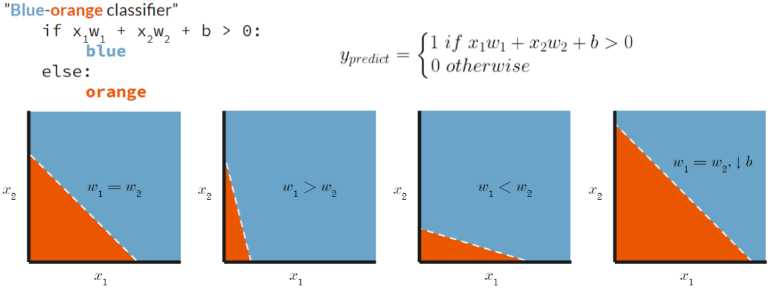 "Blue-orange classifier"
if x₁w₁ + x₂w₂ + b > 0:
blue
else:
orange
y_predict = {1 if x₁w₁ + x₂w₂ + b > 0
0 otherwise
x₂
w₁ = w₂
x₁
x₂
w₁ > w₂
x₁
x₂
w₁ < w₂
x₁
x₂
w₁ = w₂, ↓ b
x₁